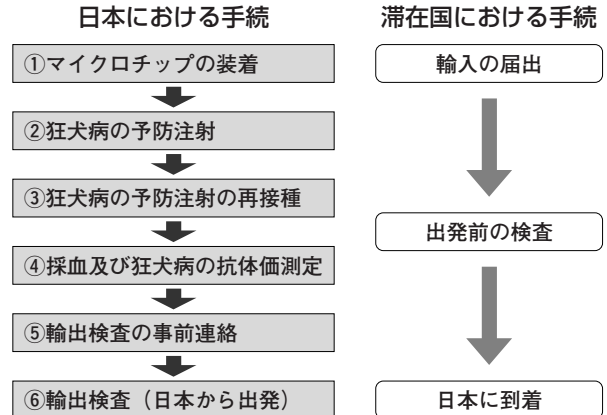 日本における手続
①マイクロチップの装着
②狂犬病の予防注射
③狂犬病の予防注射の再接種
④採血及び狂犬病の抗体価測定
⑤輸出検査の事前連絡
⑥輸出検査（日本から出発）
滞在国における手続
輸入の届出
出発前の検査
日本に到着